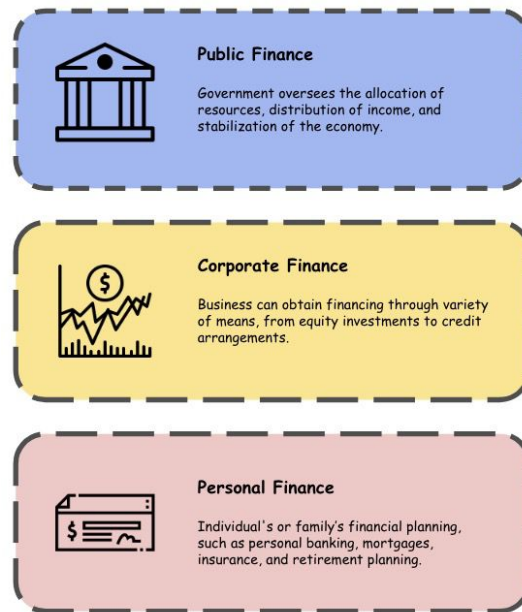 Public Finance
Government oversees the allocation of
resources, distribution of income, and
stabilization of the economy.
$
Corporate Finance
Business can obtain financing through variety
of means, from equity investments to credit
arrangements.
$
Personal Finance
Individual's or family's financial planning,
such as personal banking, mortgages,
insurance, and retirement planning.